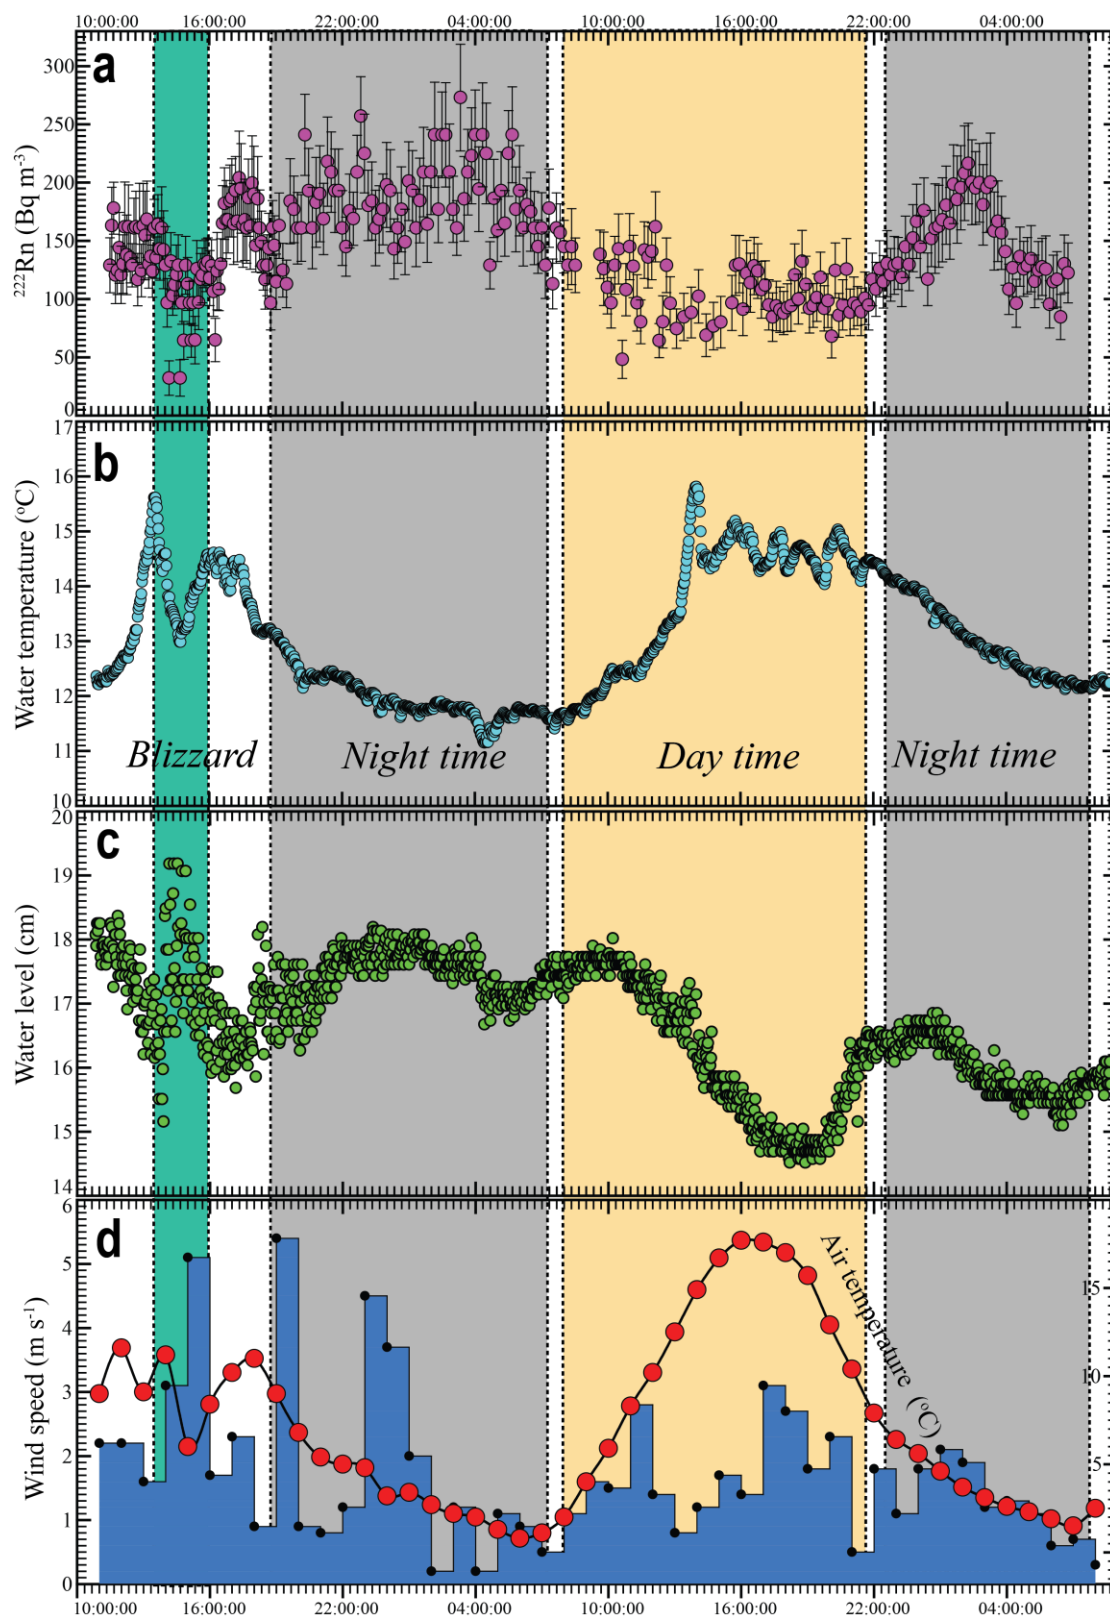 10:00:00 16:00:00 22:00:00 04:00:00 10:00:00 16:00:00 22:00:00 04:00:00
a
300
250
200
150
100
50
0
²²²Rn (Bq m⁻³)
b
17
16
15
14
13
12
11
10
Water temperature (°C)
Blizzard Night time Day time Night time
c
20
19
18
17
16
15
14
Water level (cm)
d
6
5
4
3
2
1
0
Wind speed (m s⁻¹)
Air temperature (°C)
15
10
5
10:00:00 16:00:00 22:00:00 04:00:00 10:00:00 16:00:00 22:00:00 04:00:00